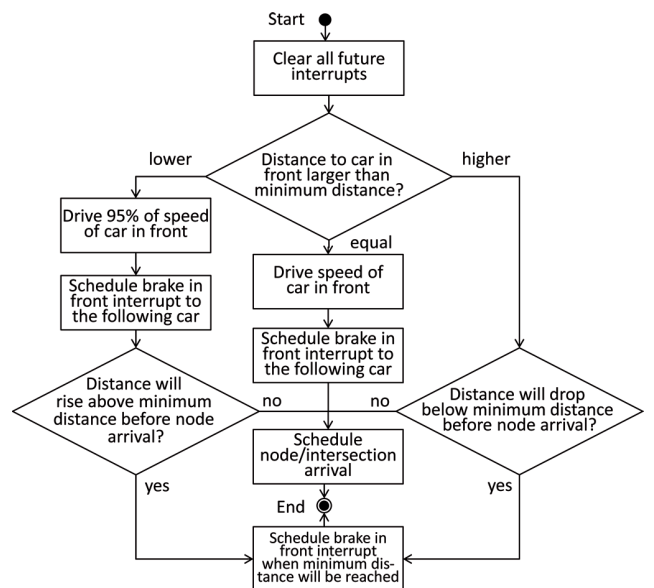 Start
Clear all future
interrupts
lower
Distance to car in
front larger than
minimum distance?
higher
Drive 95% of speed
of car in front
equal
Drive speed of
car in front
Schedule brake in
front interrupt to
the following car
Schedule brake in
front interrupt to
the following car
Distance will
rise above minimum
distance before node
arrival?
no
no
Distance will drop
below minimum distance
before node arrival?
Schedule
node/intersection
arrival
yes
yes
End
Schedule brake in
front interrupt
when minimum dis-
tance will be reached